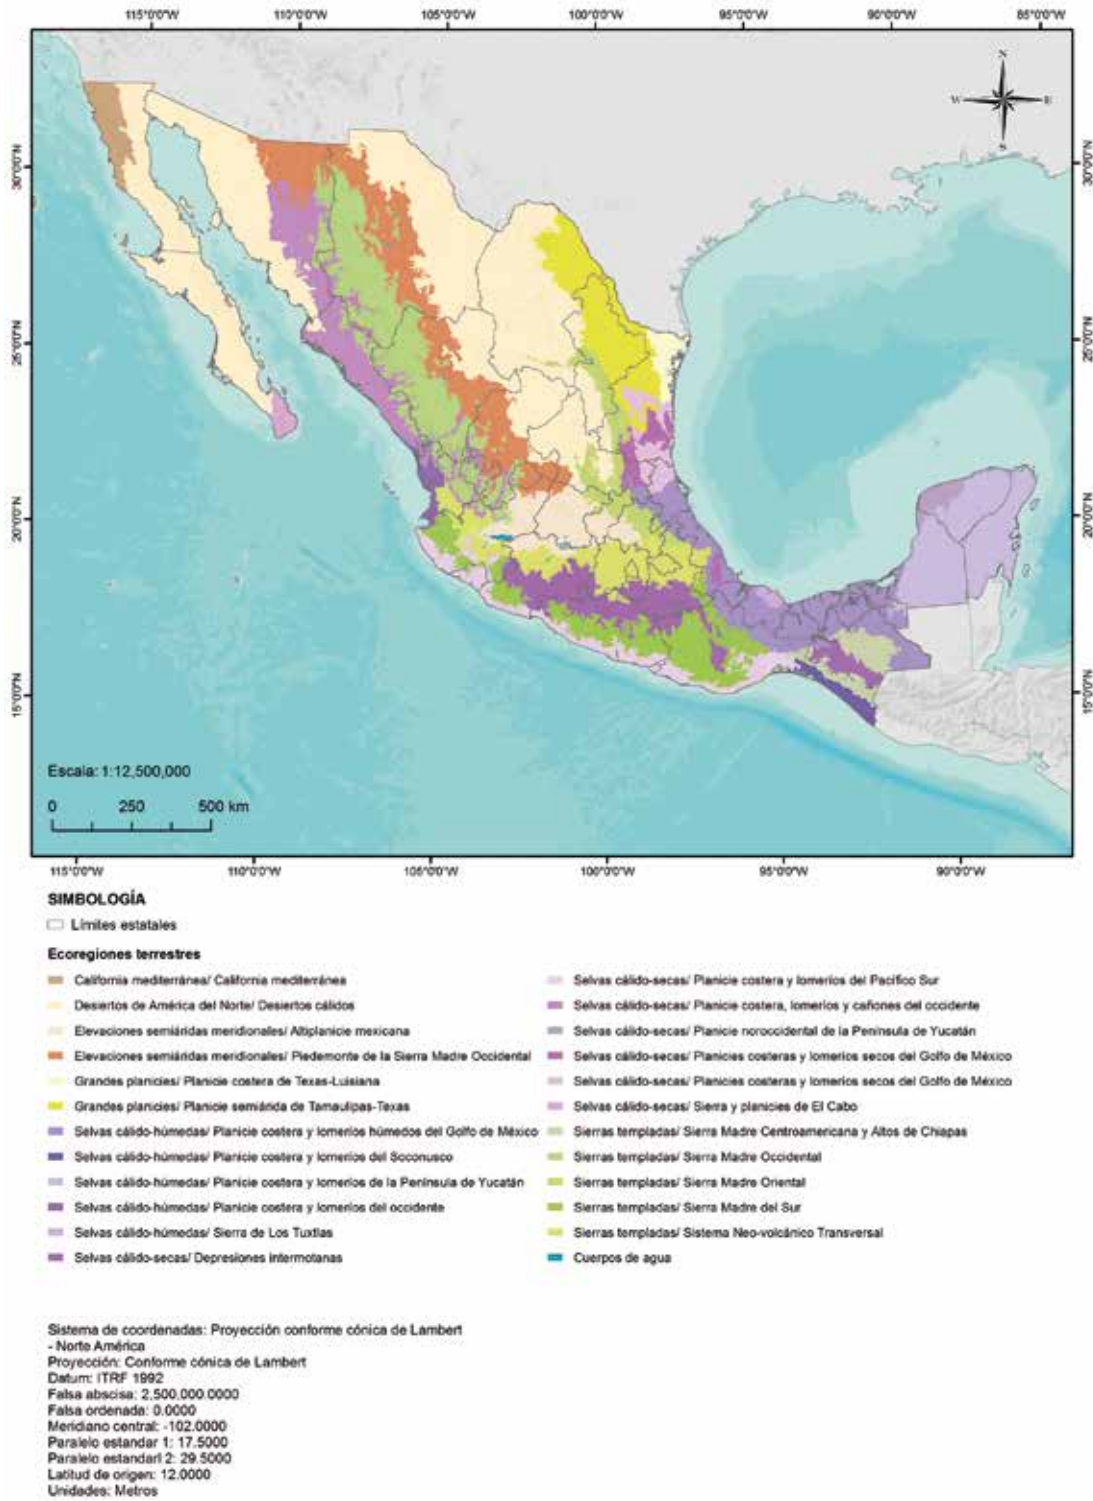 115°0'0"W 110°0'0"W 105°0'0"W 100°0'0"W 95°0'0"W 90°0'0"W 85°0'0"W
N
W E
S
30°0'0"N 30°0'0"N
25°0'0"N 25°0'0"N
20°0'0"N 20°0'0"N
15°0'0"N 15°0'0"N
Escala: 1:12,500,000
0 250 500 km
115°0'0"W 110°0'0"W 105°0'0"W 100°0'0"W 95°0'0"W 90°0'0"W
SIMBOLOGÍA
Límites estatales
Ecoregiones terrestres
California mediterránea/ California mediterránea
Desiertos de América del Norte/ Desiertos cálidos
Elevaciones semiáridas meridionales/ Altiplanicie mexicana
Elevaciones semiáridas meridionales/ Piedemonte de la Sierra Madre Occidental
Grandes planicies/ Planicie costera de Texas-Luisiana
Grandes planicies/ Planicie semiárida de Tamaulipas-Texas
Selvas cálido-húmedas/ Planicie costera y lomeríos húmedos del Golfo de México
Selvas cálido-húmedas/ Planicie costera y lomeríos del Soconusco
Selvas cálido-húmedas/ Planicie costera y lomeríos de la Península de Yucatán
Selvas cálido-húmedas/ Planicie costera y lomeríos del occidente
Selvas cálido-húmedas/ Sierra de Los Tuxtlas
Selvas cálido-secas/ Depresiones intermotanas
Selvas cálido-secas/ Planicie costera y lomeríos del Pacífico Sur
Selvas cálido-secas/ Planicie costera, lomeríos y cañones del occidente
Selvas cálido-secas/ Planicie noroccidental de la Península de Yucatán
Selvas cálido-secas/ Planicies costeras y lomeríos secos del Golfo de México
Selvas cálido-secas/ Planicies costeras y lomeríos secos del Golfo de México
Selvas cálido-secas/ Sierra y planicies de El Cabo
Sierras templadas/ Sierra Madre Centroamericana y Altos de Chiapas
Sierras templadas/ Sierra Madre Occidental
Sierras templadas/ Sierra Madre Oriental
Sierras templadas/ Sierra Madre del Sur
Sierras templadas/ Sistema Neo-volcánico Transversal
Cuerpos de agua
Sistema de coordenadas: Proyección conforme cónica de Lambert
- Norte América
Proyección: Conforme cónica de Lambert
Datum: ITRF 1992
Falsa abscisa: 2,500,000.0000
Falsa ordenada: 0.0000
Meridiano central: -102.0000
Paralelo estandar 1: 17.5000
Paralelo estandarl 2: 29.5000
Latitud de origen: 12.0000
Unidades: Metros